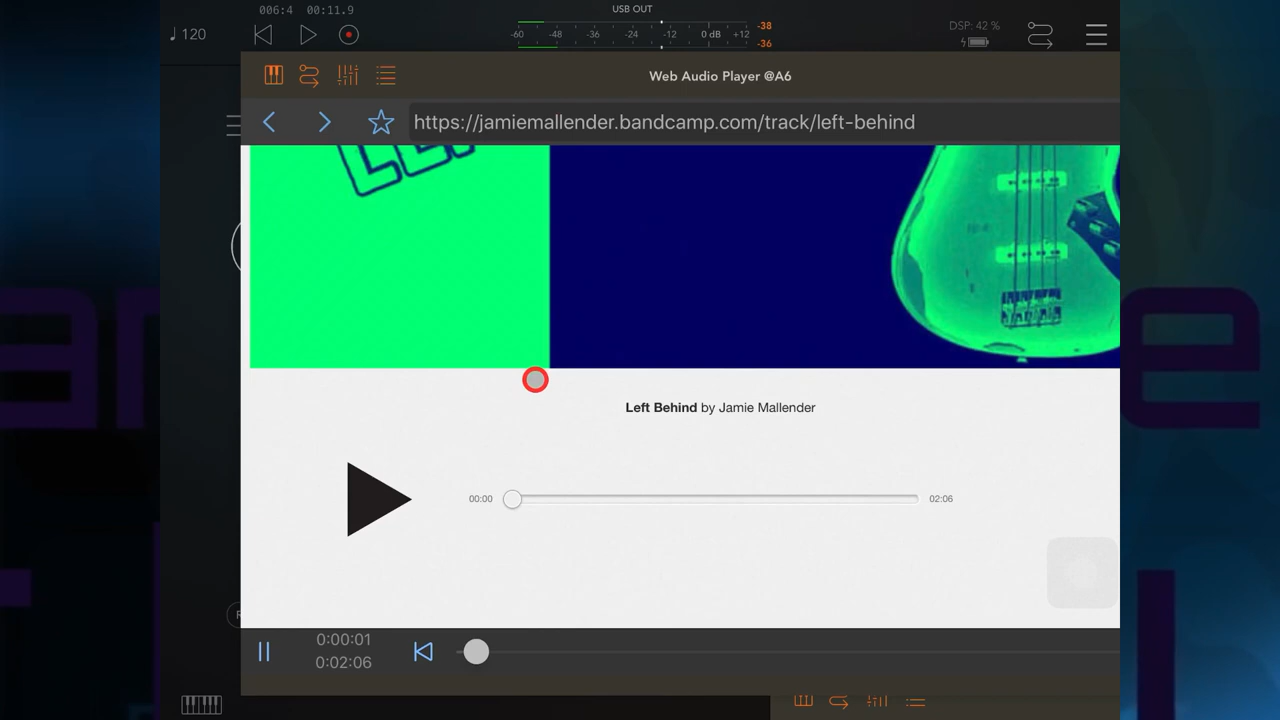 006:4 00:11.9
USB OUT
♩ 120
-60 -48 -36 -24 -12 0 dB +12
-38
-36
DSP: 42 %
Web Audio Player @A6
https://jamiemallender.bandcamp.com/track/left-behind
Left Behind by Jamie Mallender
00:00
02:06
0:00:01
0:02:06